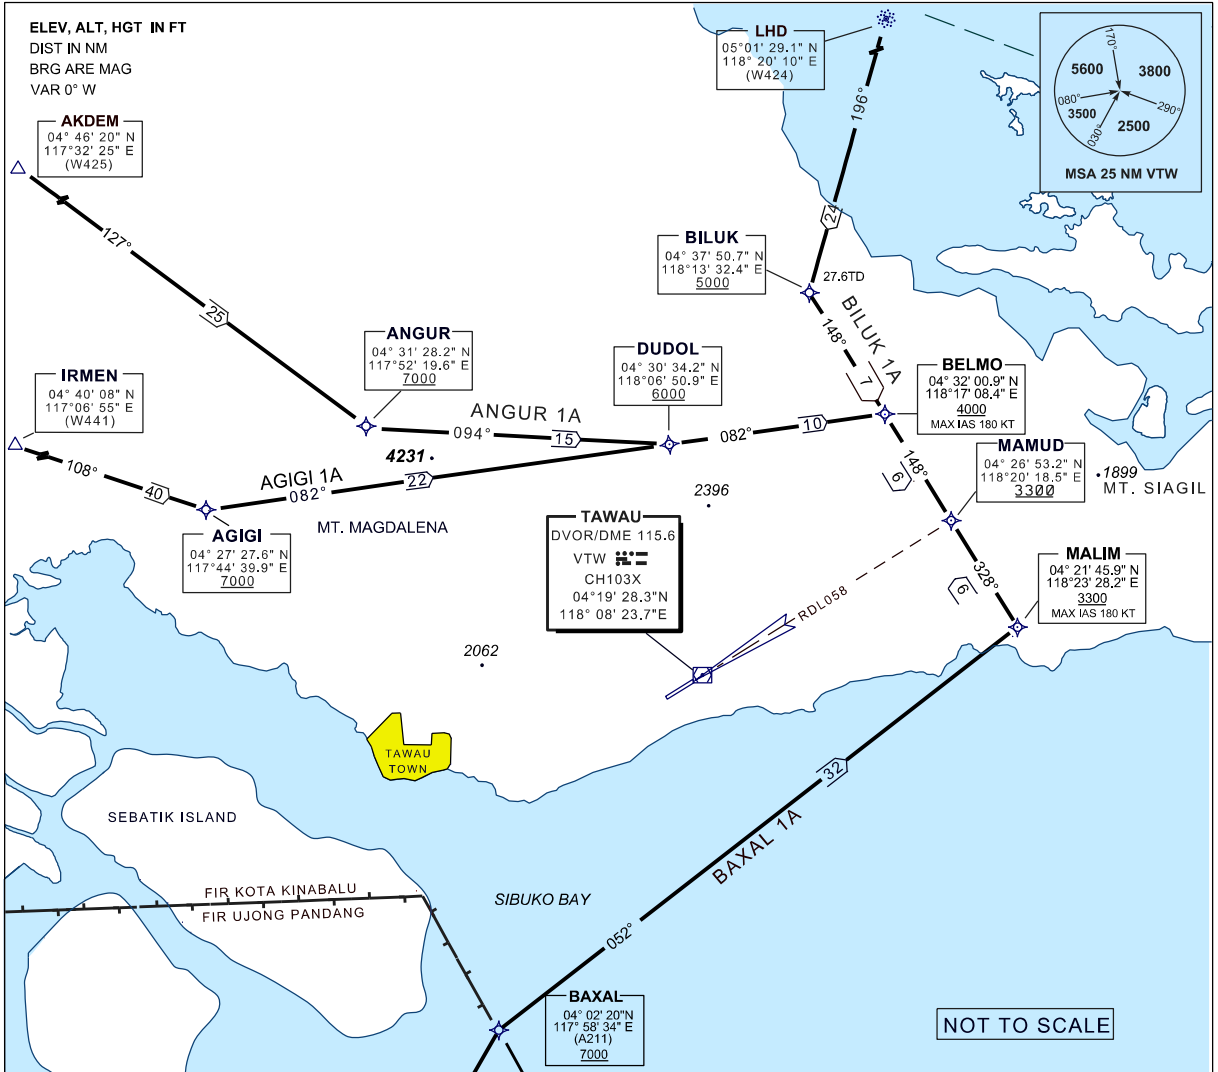 ELEV, ALT, HGT IN FT
DIST IN NM
BRG ARE MAG
VAR 0° W
AKDEM
04° 46' 20" N
117°32' 25" E
(W425)
127°
25
IRMEN
04° 40' 08" N
117°06' 55" E
(W441)
108°
40
AGIGI
04° 27' 27.6" N
117°44' 39.9" E
7000
ANGUR
04° 31' 28.2" N
117°52' 19.6" E
7000
ANGUR 1A
094°
15
4231
AGIGI 1A
082°
22
MT. MAGDALENA
DUDOL
04° 30' 34.2" N
118°06' 50.9" E
6000
082°
10
LHD
05°01' 29.1" N
118° 20' 10" E
(W424)
196°
24
BILUK
04° 37' 50.7" N
118°13' 32.4" E
5000
27.6TD
BILUK 1A
148°
7
BELMO
04° 32' 00.9" N
118°17' 08.4" E
4000
MAX IAS 180 KT
148°
6
MAMUD
04° 26' 53.2" N
118°20' 18.5" E
3300
1899
MT. SIAGIL
MALIM
04° 21' 45.9" N
118°23' 28.2" E
3300
MAX IAS 180 KT
328°
6
2396
TAWAU
DVOR/DME 115.6
VTW
CH103X
04°19' 28.3"N
118° 08' 23.7"E
RDL058
2062
TAWAU
TOWN
SEBATIK ISLAND
FIR KOTA KINABALU
FIR UJONG PANDANG
SIBUKO BAY
BAXAL 1A
32
052°
BAXAL
04° 02' 20"N
117° 58' 34" E
(A211)
7000
170°
5600
3800
080°
290°
3500
030°
2500
MSA 25 NM VTW
NOT TO SCALE